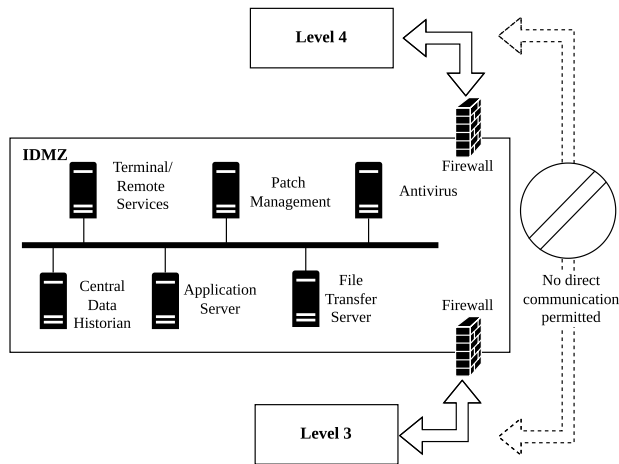 Level 4
IDMZ
Firewall
Terminal/
Remote
Services
Patch
Management
Antivirus
Central
Data
Historian
Application
Server
File
Transfer
Server
Firewall
No direct
communication
permitted
Level 3